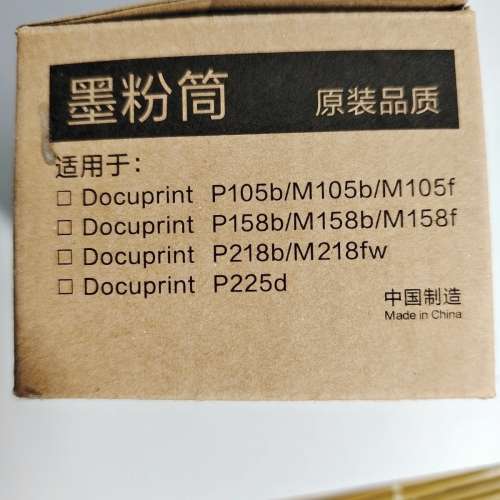 墨粉筒 原装品质
适用于：
□ Docuprint P105b/M105b/M105f
□ Docuprint P158b/M158b/M158f
□ Docuprint P218b/M218fw
□ Docuprint P225d
中国制造
Made in China